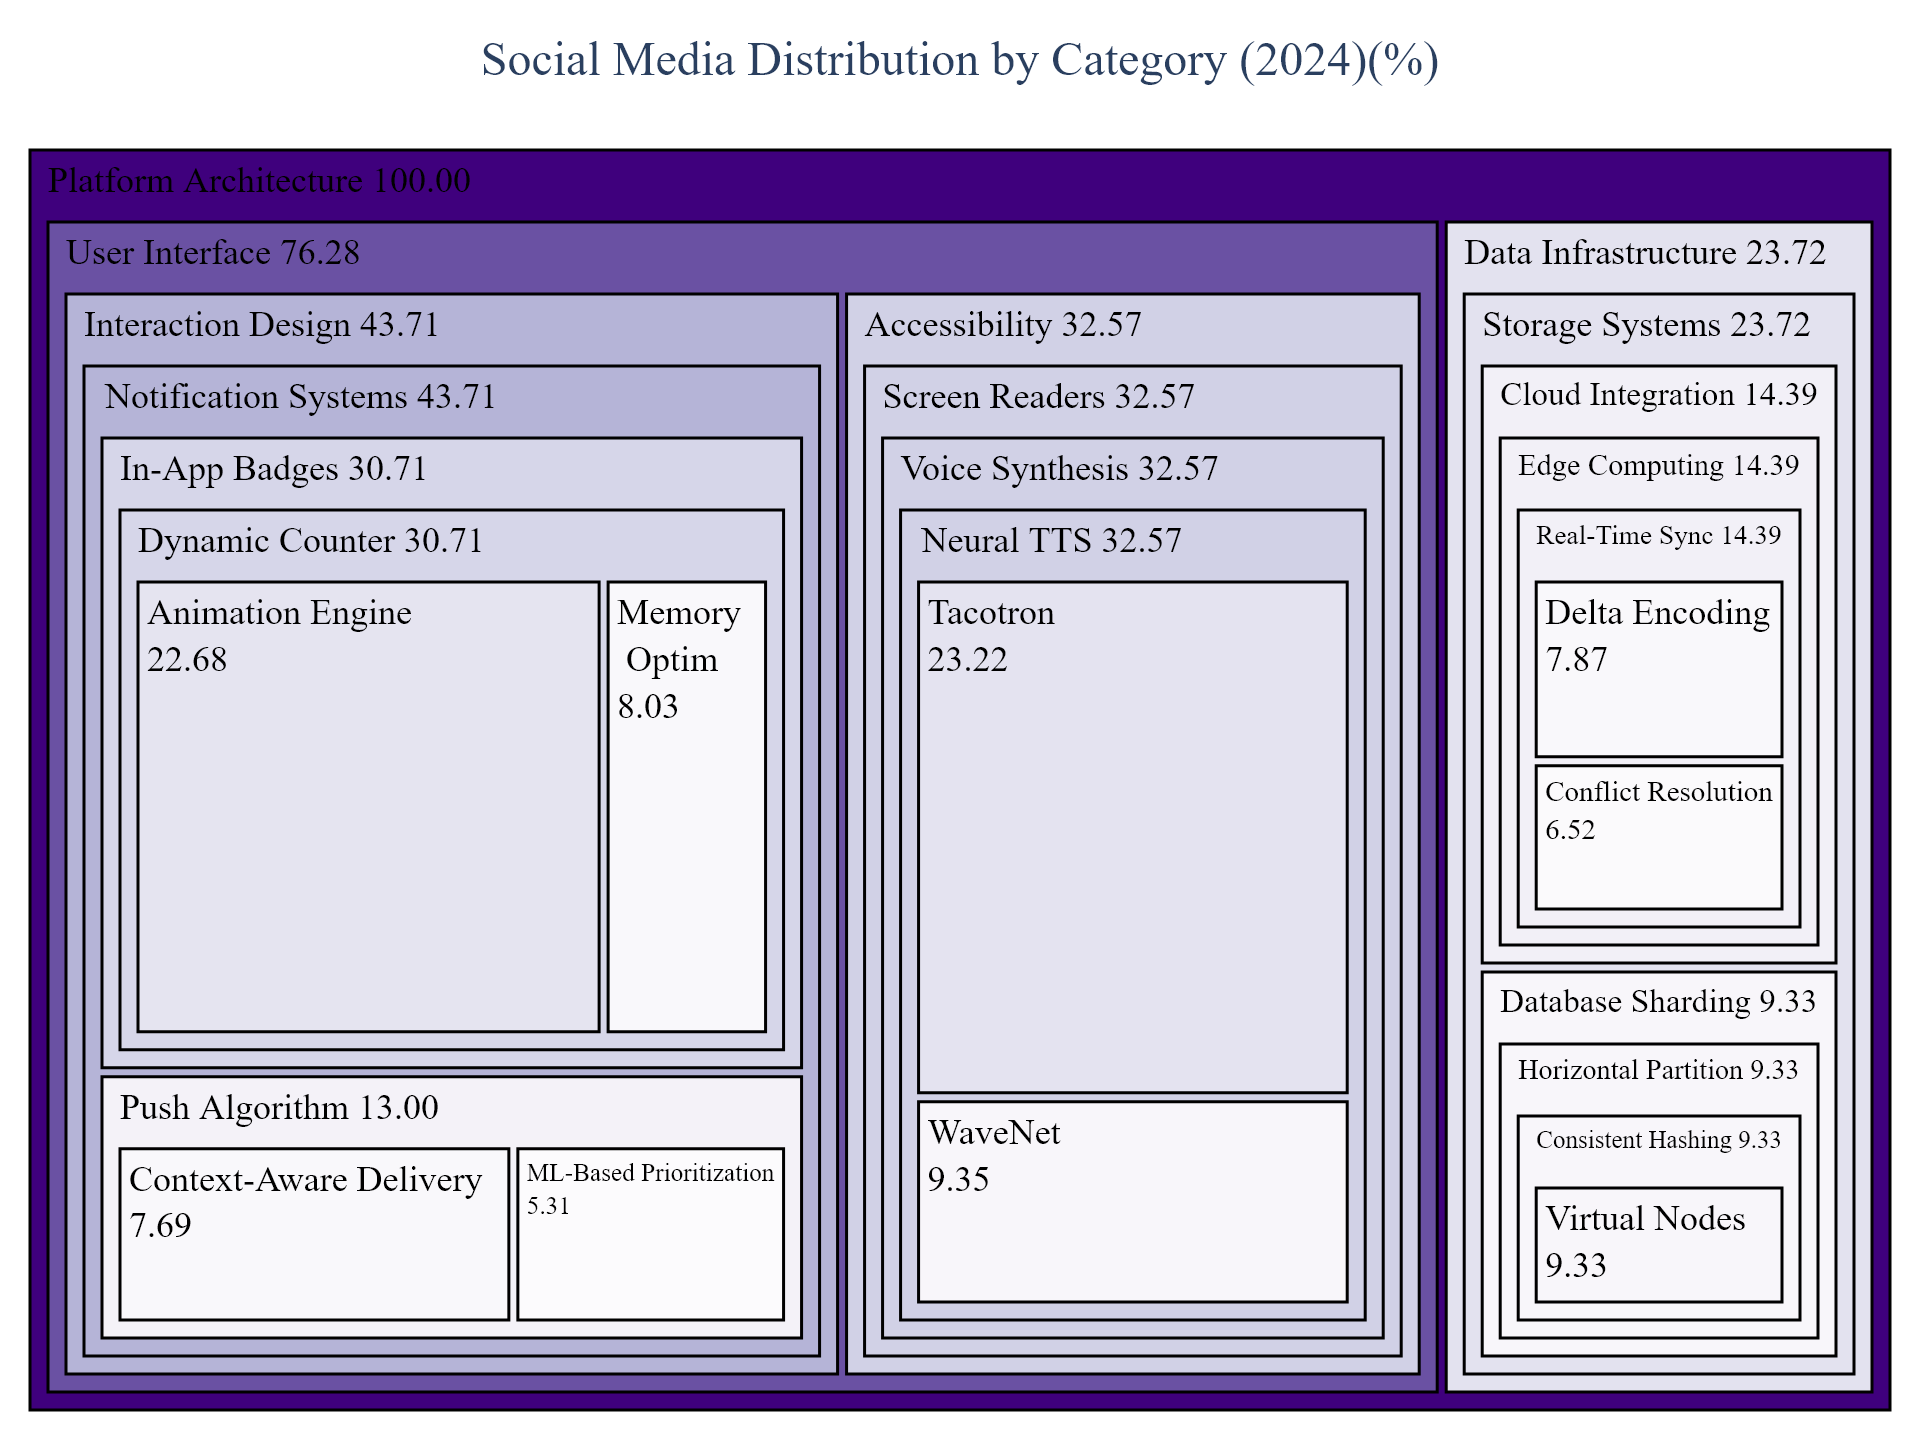 Social Media Distribution by Category (2024)(%)
Platform Architecture 100.00
User Interface 76.28
Interaction Design 43.71
Notification Systems 43.71
In-App Badges 30.71
Dynamic Counter 30.71
Animation Engine
22.68
Memory
Optim
8.03
Push Algorithm 13.00
Context-Aware Delivery
7.69
ML-Based Prioritization
5.31
Accessibility 32.57
Screen Readers 32.57
Voice Synthesis 32.57
Neural TTS 32.57
Tacotron
23.22
WaveNet
9.35
Data Infrastructure 23.72
Storage Systems 23.72
Cloud Integration 14.39
Edge Computing 14.39
Real-Time Sync 14.39
Delta Encoding
7.87
Conflict Resolution
6.52
Database Sharding 9.33
Horizontal Partition 9.33
Consistent Hashing 9.33
Virtual Nodes
9.33